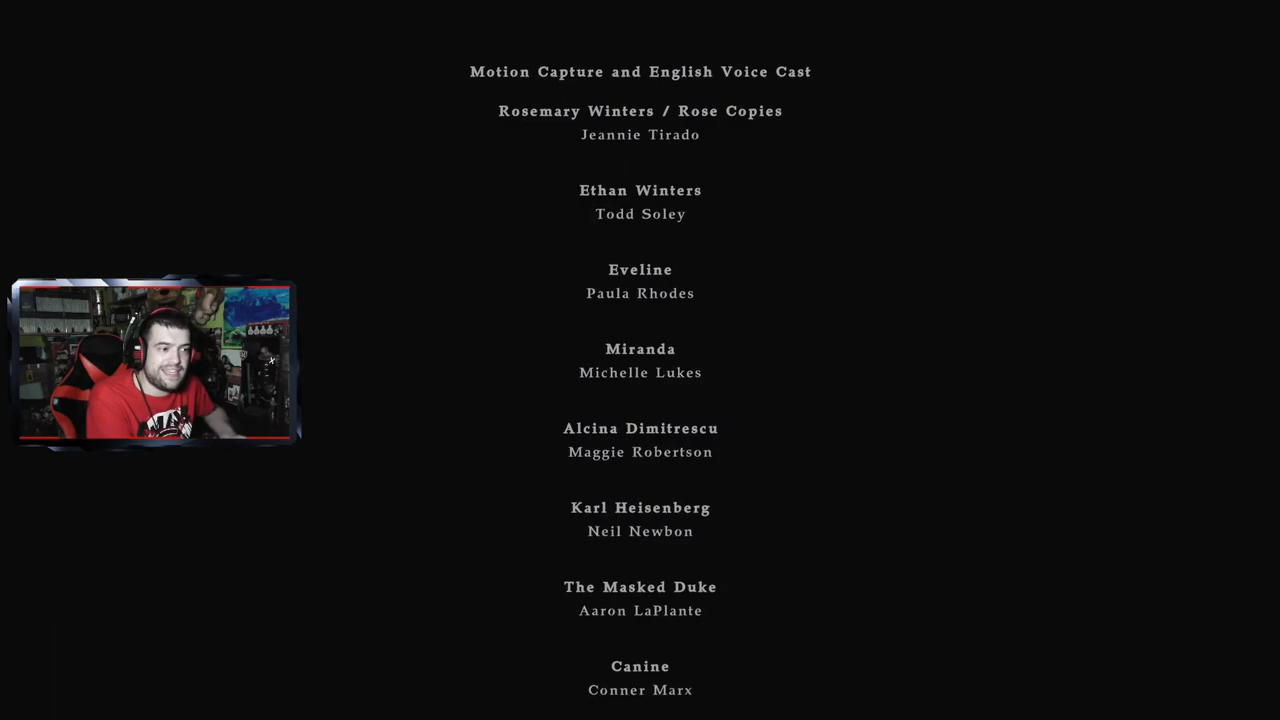 Motion Capture and English Voice Cast
Rosemary Winters / Rose Copies
Jeannie Tirado
Ethan Winters
Todd Soley
Eveline
Paula Rhodes
Miranda
Michelle Lukes
Alcina Dimitrescu
Maggie Robertson
Karl Heisenberg
Neil Newbon
The Masked Duke
Aaron LaPlante
Canine
Conner Marx